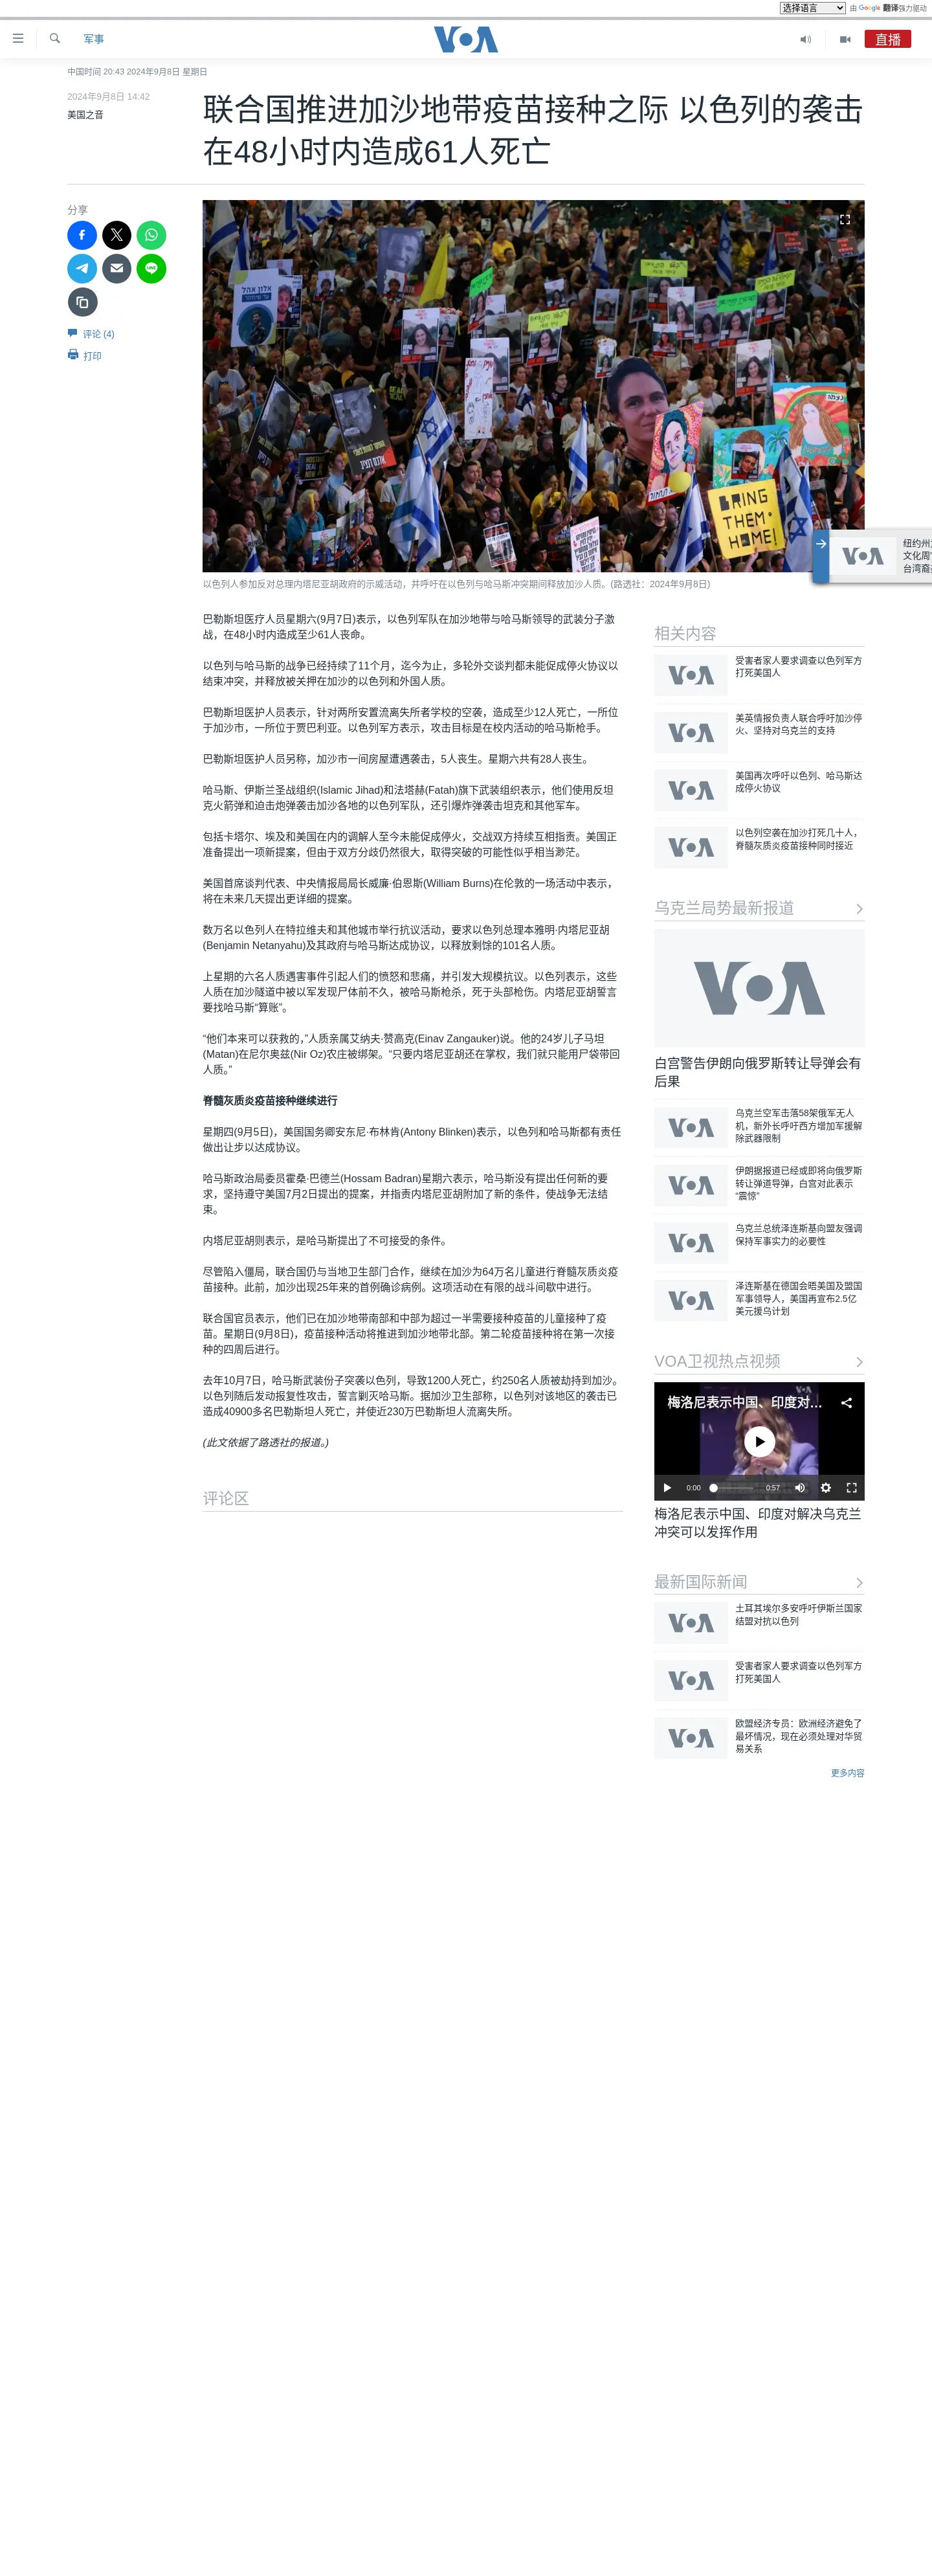 选择语言 由 Google 翻译强力驱动
军事
VOA
直播
中国时间 20:43 2024年9月8日 星期日
2024年9月8日 14:42
美国之音
联合国推进加沙地带疫苗接种之际 以色列的袭击
在48小时内造成61人死亡
分享
评论 (4)
打印
BRING
THEM
HOME!
以色列人参加反对总理内塔尼亚胡政府的示威活动，并呼吁在以色列与哈马斯冲突期间释放加沙人质。(路透社：2024年9月8日)
巴勒斯坦医疗人员星期六(9月7日)表示，以色列军队在加沙地带与哈马斯领导的武装分子激
战，在48小时内造成至少61人丧命。
以色列与哈马斯的战争已经持续了11个月，迄今为止，多轮外交谈判都未能促成停火协议以
结束冲突，并释放被关押在加沙的以色列和外国人质。
巴勒斯坦医护人员表示，针对两所安置流离失所者学校的空袭，造成至少12人死亡，一所位
于加沙市，一所位于贾巴利亚。以色列军方表示，攻击目标是在校内活动的哈马斯枪手。
巴勒斯坦医护人员另称，加沙市一间房屋遭遇袭击，5人丧生。星期六共有28人丧生。
哈马斯、伊斯兰圣战组织(Islamic Jihad)和法塔赫(Fatah)旗下武装组织表示，他们使用反坦
克火箭弹和迫击炮弹袭击加沙各地的以色列军队，还引爆炸弹袭击坦克和其他军车。
包括卡塔尔、埃及和美国在内的调解人至今未能促成停火，交战双方持续互相指责。美国正
准备提出一项新提案，但由于双方分歧仍然很大，取得突破的可能性似乎相当渺茫。
美国首席谈判代表、中央情报局局长威廉·伯恩斯(William Burns)在伦敦的一场活动中表示，
将在未来几天提出更详细的提案。
数万名以色列人在特拉维夫和其他城市举行抗议活动，要求以色列总理本雅明·内塔尼亚胡
(Benjamin Netanyahu)及其政府与哈马斯达成协议，以释放剩馀的101名人质。
上星期的六名人质遇害事件引起人们的愤怒和悲痛，并引发大规模抗议。以色列表示，这些
人质在加沙隧道中被以军发现尸体前不久，被哈马斯枪杀，死于头部枪伤。内塔尼亚胡誓言
要找哈马斯“算账”。
“他们本来可以获救的，”人质亲属艾纳夫·赞高克(Einav Zangauker)说。他的24岁儿子马坦
(Matan)在尼尔奥兹(Nir Oz)农庄被绑架。“只要内塔尼亚胡还在掌权，我们就只能用尸袋带回
人质。”
脊髓灰质炎疫苗接种继续进行
星期四(9月5日)，美国国务卿安东尼·布林肯(Antony Blinken)表示，以色列和哈马斯都有责任
做出让步以达成协议。
哈马斯政治局委员霍桑·巴德兰(Hossam Badran)星期六表示，哈马斯没有提出任何新的要
求，坚持遵守美国7月2日提出的提案，并指责内塔尼亚胡附加了新的条件，使战争无法结
束。
内塔尼亚胡则表示，是哈马斯提出了不可接受的条件。
尽管陷入僵局，联合国仍与当地卫生部门合作，继续在加沙为64万名儿童进行脊髓灰质炎疫
苗接种。此前，加沙出现25年来的首例确诊病例。这项活动在有限的战斗间歇中进行。
联合国官员表示，他们已在加沙地带南部和中部为超过一半需要接种疫苗的儿童接种了疫
苗。星期日(9月8日)，疫苗接种活动将推进到加沙地带北部。第二轮疫苗接种将在第一次接
种的四周后进行。
去年10月7日，哈马斯武装份子突袭以色列，导致1200人死亡，约250名人质被劫持到加沙。
以色列随后发动报复性攻击，誓言剿灭哈马斯。据加沙卫生部称，以色列对该地区的袭击已
造成40900多名巴勒斯坦人死亡，并使近230万巴勒斯坦人流离失所。
(此文依据了路透社的报道。)
评论区
纽约州
文化周
台湾裔
相关内容
受害者家人要求调查以色列军方
打死美国人
美英情报负责人联合呼吁加沙停
火、坚持对乌克兰的支持
美国再次呼吁以色列、哈马斯达
成停火协议
以色列空袭在加沙打死几十人，
脊髓灰质炎疫苗接种同时接近
乌克兰局势最新报道
VOA
白宫警告伊朗向俄罗斯转让导弹会有
后果
乌克兰空军击落58架俄军无人
机，新外长呼吁西方增加军援解
除武器限制
伊朗据报道已经或即将向俄罗斯
转让弹道导弹，白宫对此表示
“震惊”
乌克兰总统泽连斯基向盟友强调
保持军事实力的必要性
泽连斯基在德国会晤美国及盟国
军事领导人，美国再宣布2.5亿
美元援乌计划
VOA卫视热点视频
梅洛尼表示中国、印度对...
0:00 0:57
梅洛尼表示中国、印度对解决乌克兰
冲突可以发挥作用
最新国际新闻
土耳其埃尔多安呼吁伊斯兰国家
结盟对抗以色列
受害者家人要求调查以色列军方
打死美国人
欧盟经济专员：欧洲经济避免了
最坏情况，现在必须处理对华贸
易关系
更多内容